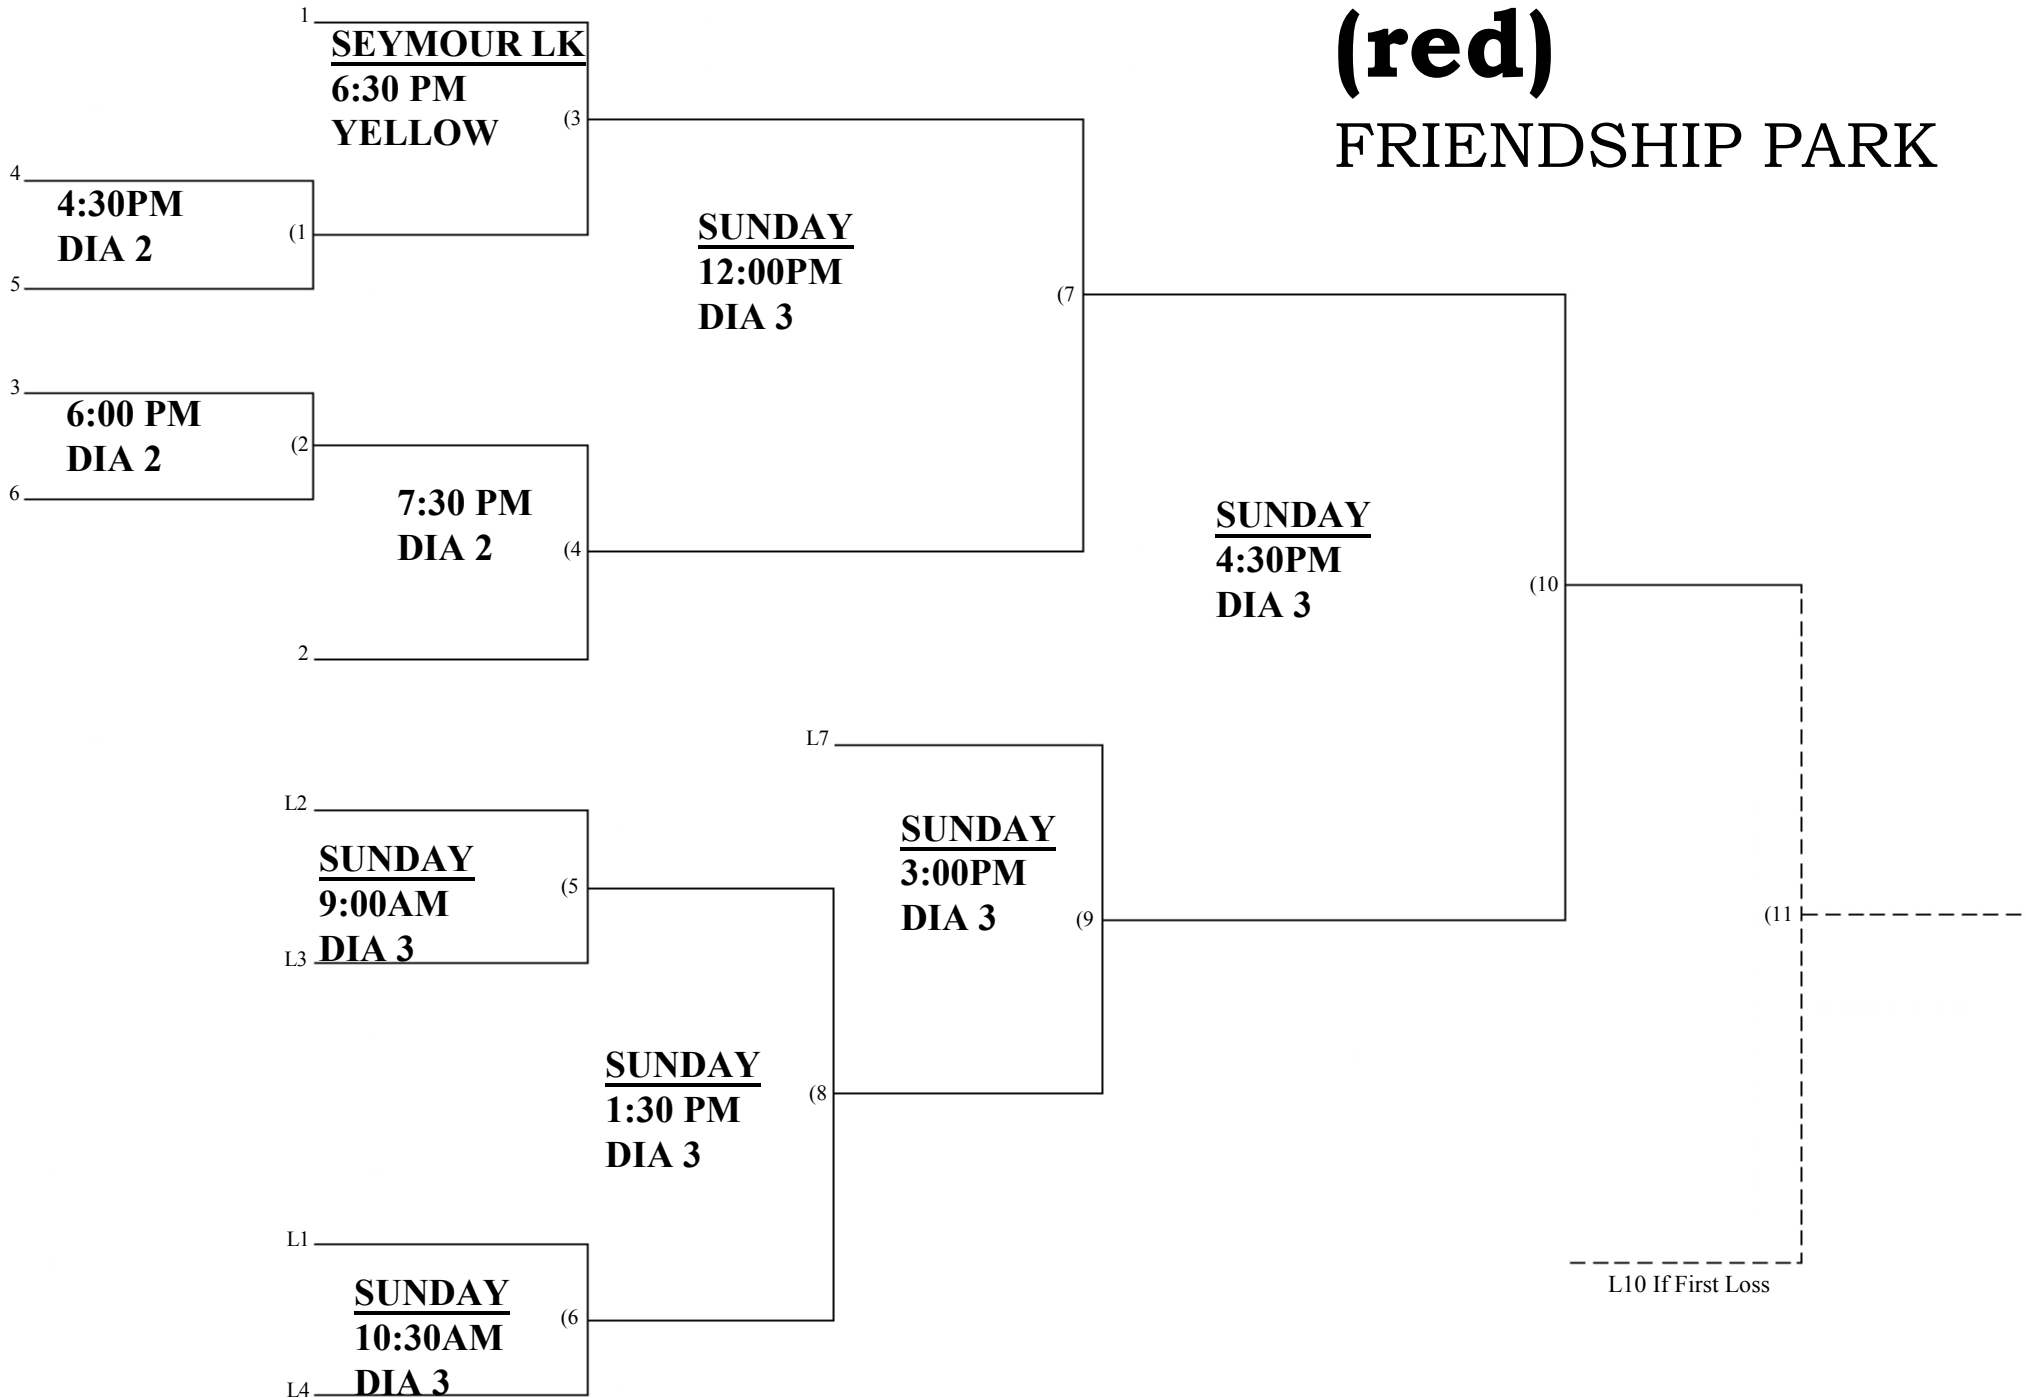 (red)
FRIENDSHIP PARK
1
SEYMOUR LK
6:30 PM
YELLOW
(3
4
4:30PM
DIA 2
(1
5
SUNDAY
12:00PM
DIA 3
(7
3
6:00 PM
DIA 2
(2
6
7:30 PM
DIA 2
(4
2
SUNDAY
4:30PM
DIA 3
(10
L7
L2
SUNDAY
9:00AM
DIA 3
(5
L3
SUNDAY
3:00PM
DIA 3
(9
(11
SUNDAY
1:30 PM
DIA 3
(8
L1
SUNDAY
10:30AM
DIA 3
(6
L4
L10 If First Loss